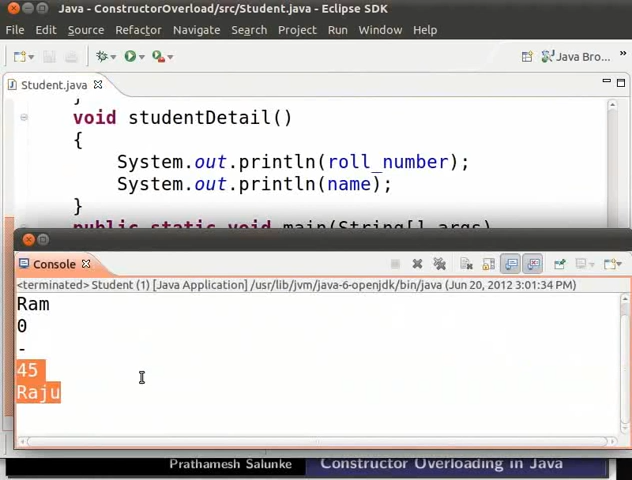 Java - ConstructorOverload/src/Student.java - Eclipse SDK
File Edit Source Refactor Navigate Search Project Run Window Help
Java Bro... »
Student.java
}
void studentDetail()
{
System.out.println(roll_number);
System.out.println(name);
}
public static void main(String[] args)
Console
<terminated> Student (1) [Java Application] /usr/lib/jvm/java-6-openjdk/bin/java (Jun 20, 2012 3:01:34 PM)
Ram
0
-
45
Raju
Prathamesh Salunke Constructor Overloading in Java